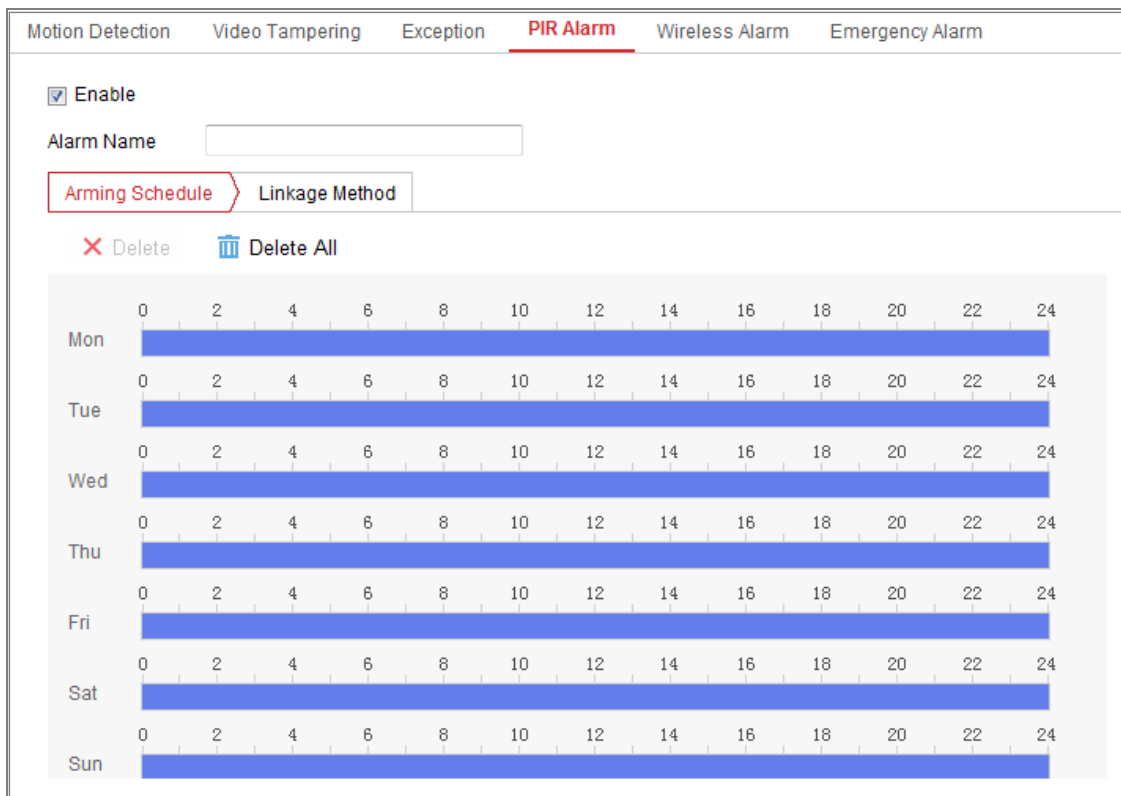 Motion Detection Video Tampering Exception PIR Alarm Wireless Alarm Emergency Alarm
Enable
Alarm Name
Arming Schedule Linkage Method
Delete Delete All
0 2 4 6 8 10 12 14 16 18 20 22 24
Mon
0 2 4 6 8 10 12 14 16 18 20 22 24
Tue
0 2 4 6 8 10 12 14 16 18 20 22 24
Wed
0 2 4 6 8 10 12 14 16 18 20 22 24
Thu
0 2 4 6 8 10 12 14 16 18 20 22 24
Fri
0 2 4 6 8 10 12 14 16 18 20 22 24
Sat
0 2 4 6 8 10 12 14 16 18 20 22 24
Sun